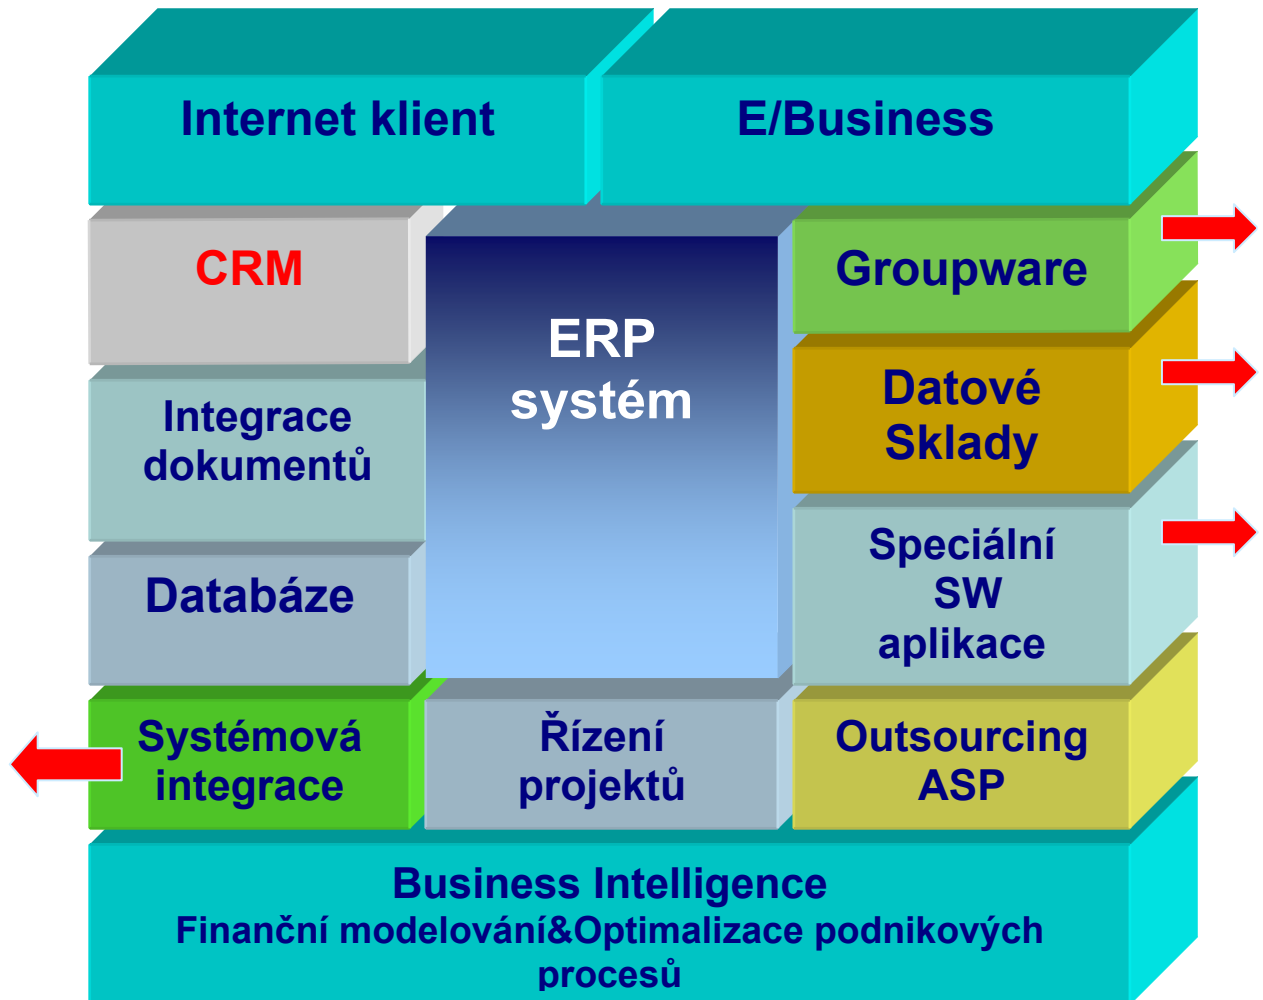 Internet klient
E/Business
CRM
ERP
systém
Groupware
Integrace
dokumentů
Datové
Sklady
Databáze
Speciální
SW
aplikace
Systémová
integrace
Řízení
projektů
Outsourcing
ASP
Business Intelligence
Finanční modelování&Optimalizace podnikových
procesů